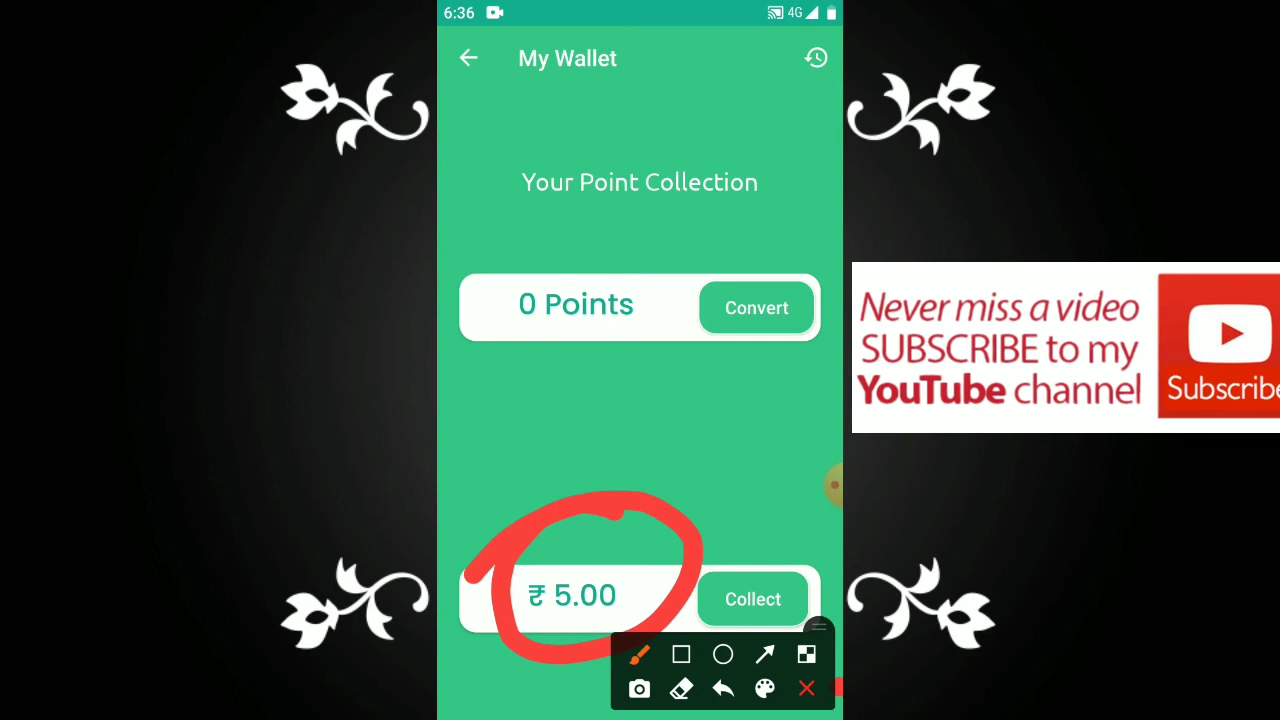 6:36
4G
My Wallet
Your Point Collection
0 Points
Convert
Never miss a video
SUBSCRIBE to my
YouTube channel
Subscribe
₹ 5.00
Collect